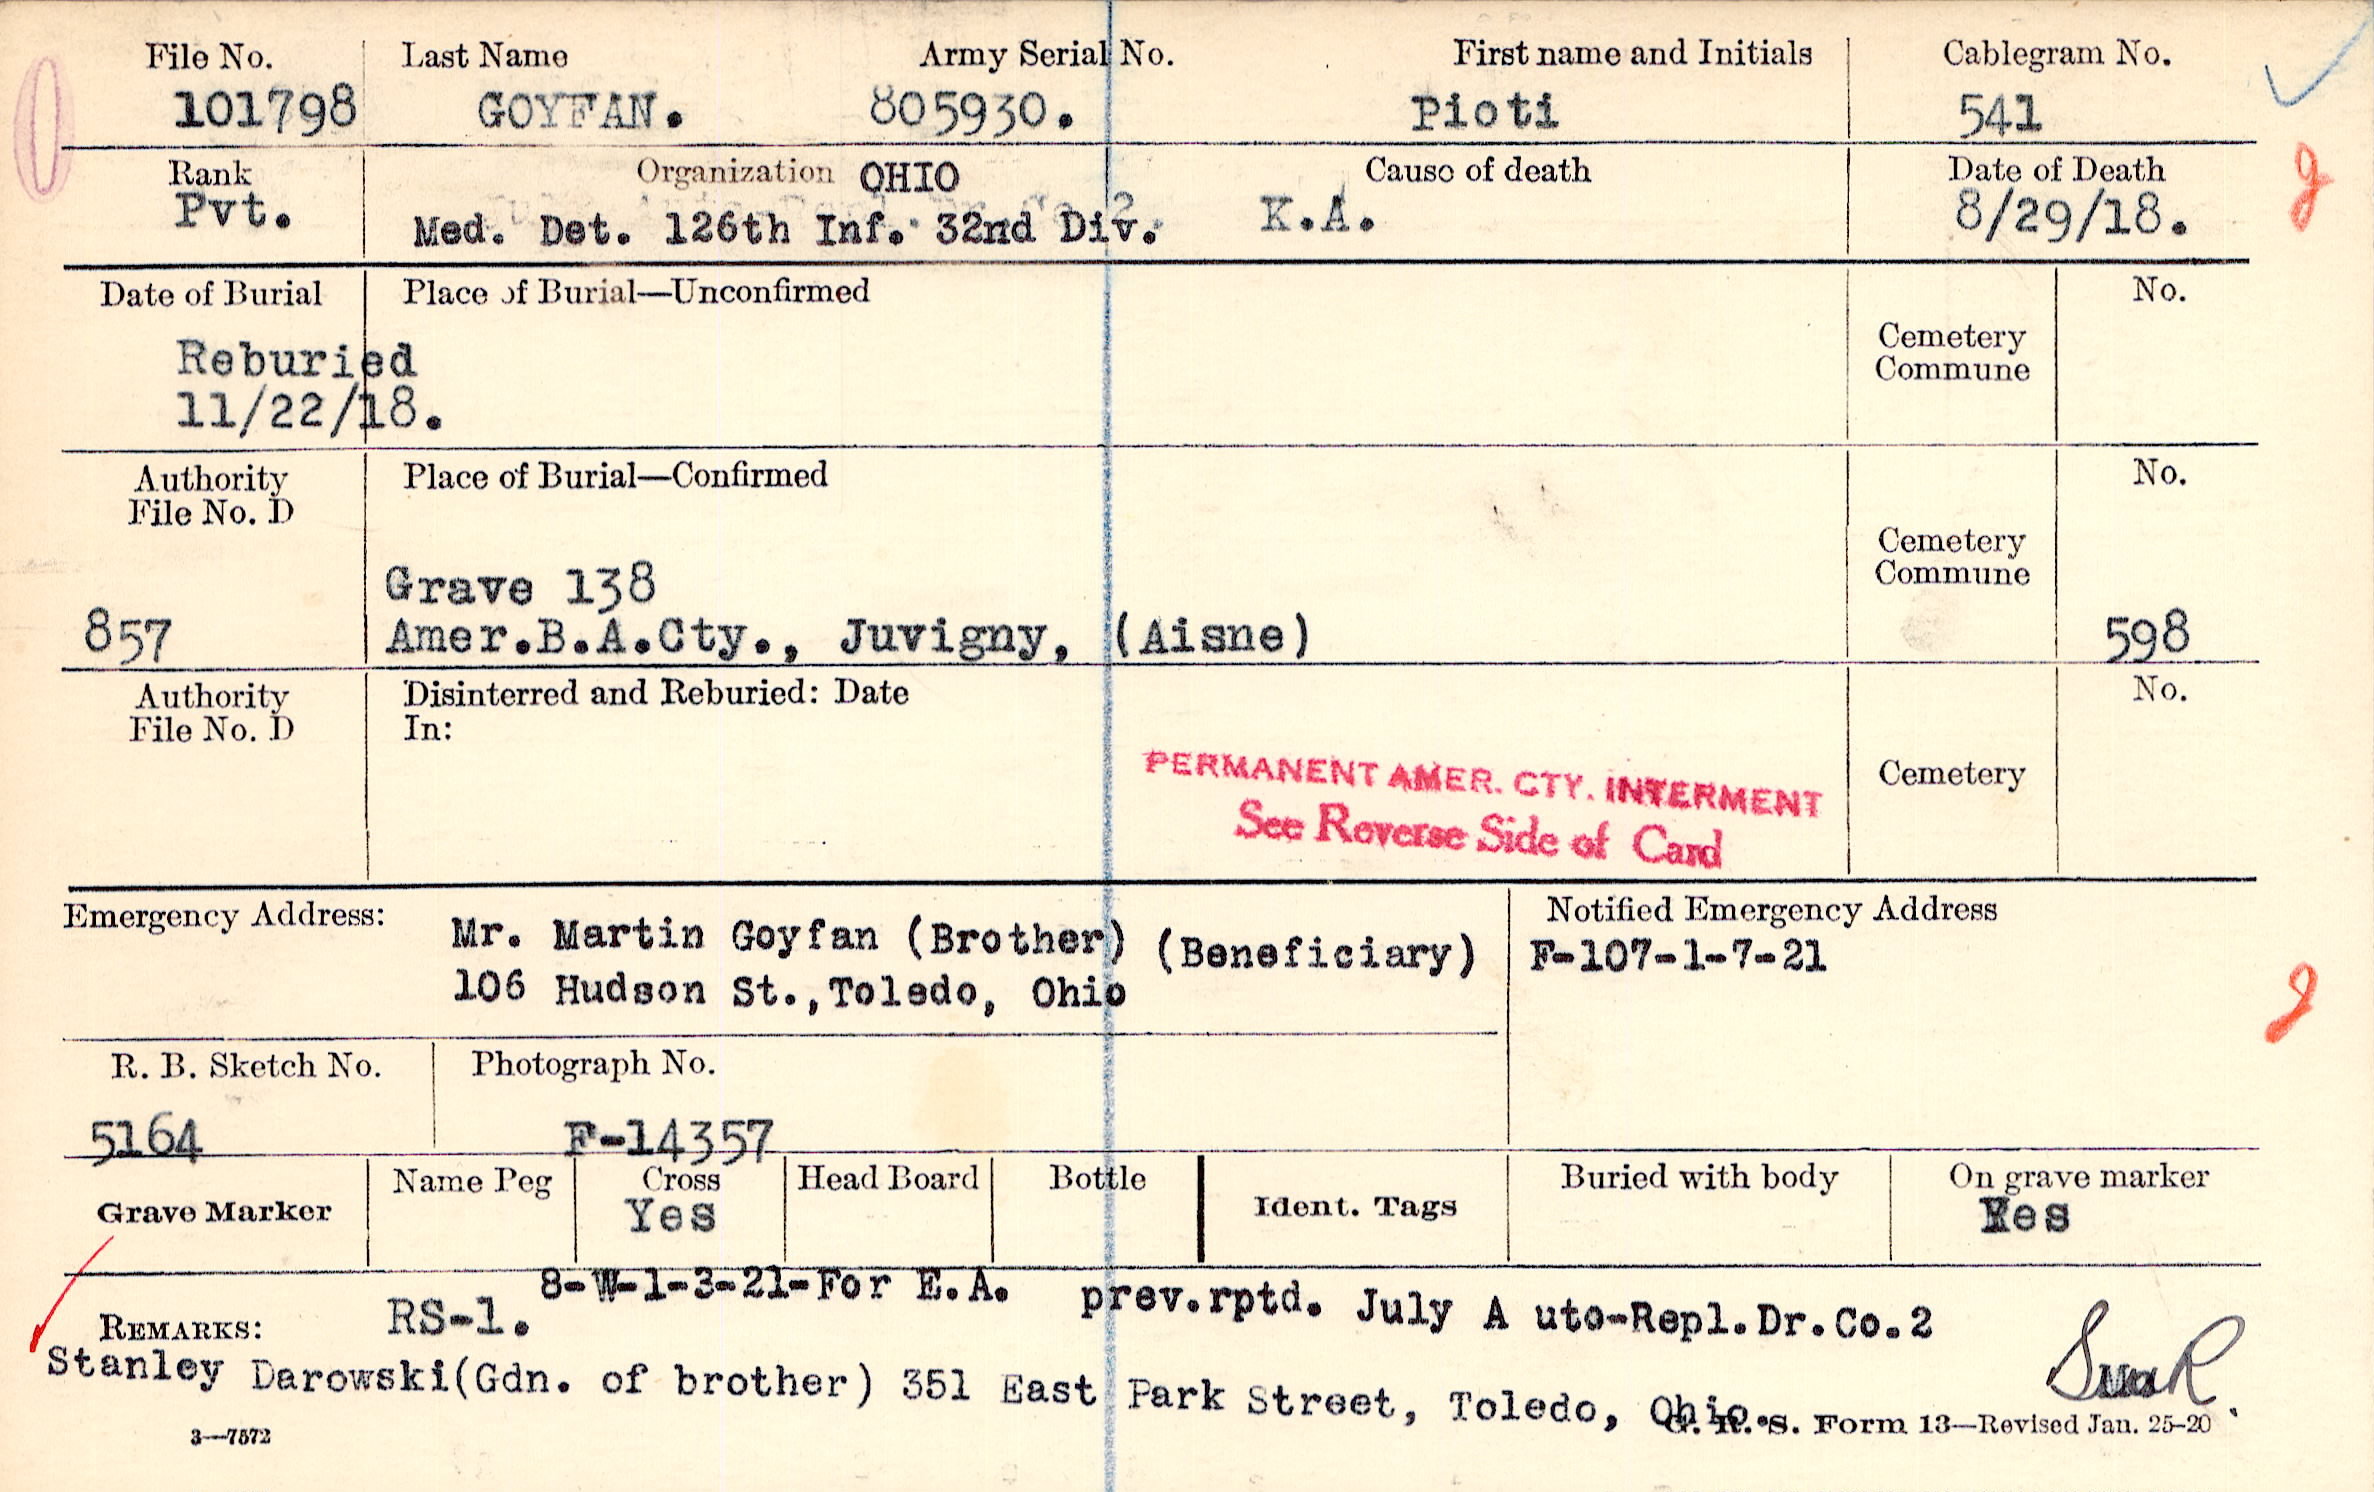 File No. Last Name Army Serial No. First name and Initials Cablegram No.
101798 GOYFAN. 805930. Pioti 541
Rank Organization OHIO Cause of death Date of Death
Pvt. Med. Det. 126th Inf. 32nd Div. K.A. 8/29/18.
Date of Burial Place of Burial—Unconfirmed No.
Cemetery
Commune
Reburied
11/22/18.
Authority Place of Burial—Confirmed No.
File No. D
Cemetery
Commune
Grave 138
857 Amer.B.A.Cty., Juvigny, (Aisne) 598
Authority Disinterred and Reburied: Date No.
File No. D In:
PERMANENT AMER. CTY. INTERMENT
Cemetery
See Reverse Side of Card
Emergency Address: Notified Emergency Address
Mr. Martin Goyfan (Brother) (Beneficiary) F-107-1-7-21
106 Hudson St., Toledo, Ohio
R. B. Sketch No. Photograph No.
5164 F-14357
Grave Marker Name Peg Cross Head Board Bottle Ident. Tags Buried with body On grave marker
Yes Yes
8-W-1-3-21-For E.A. prev.rptd. July A uto-Repl.Dr.Co.2
REMARKS: RS-1.
Stanley Darowski(Gdn. of brother) 351 East Park Street, Toledo, Ohio.
3—7572 G. R. S. Form 13—Revised Jan. 25-20